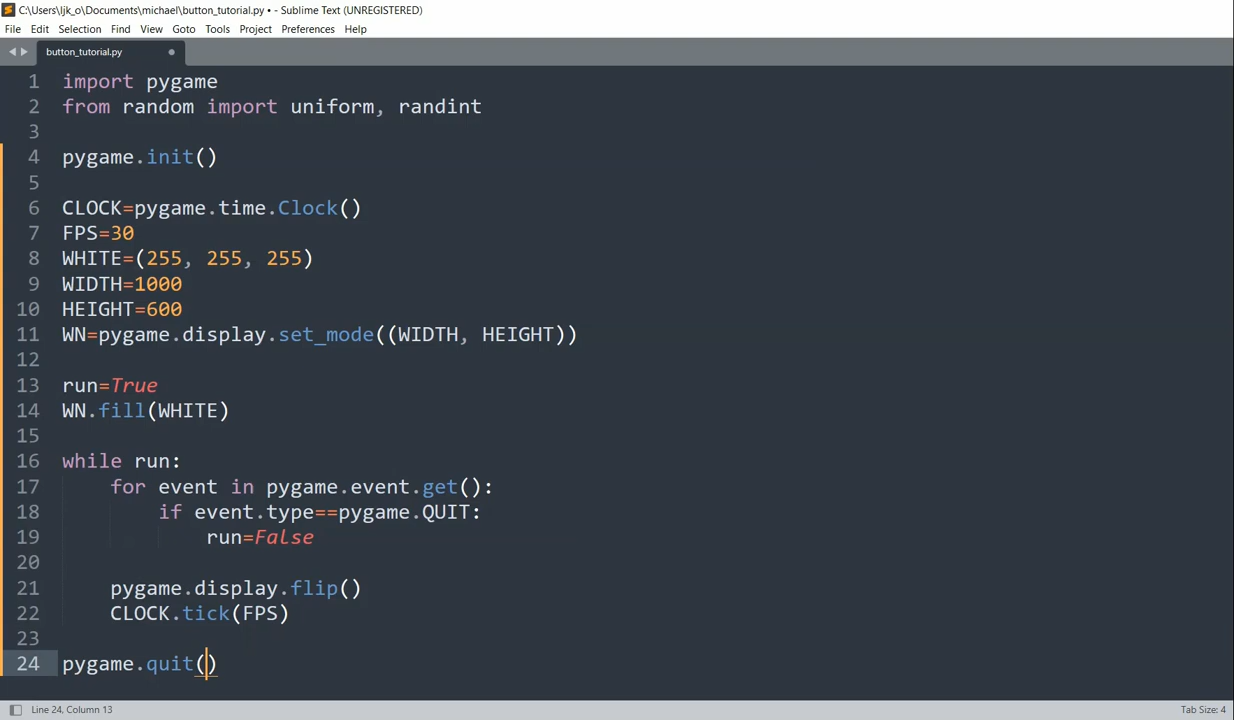 C:\Users\ljk_o\Documents\michael\button_tutorial.py • - Sublime Text (UNREGISTERED)
File Edit Selection Find View Goto Tools Project Preferences Help
button_tutorial.py
1 import pygame
2 from random import uniform, randint
3
4 pygame.init()
5
6 CLOCK=pygame.time.Clock()
7 FPS=30
8 WHITE=(255, 255, 255)
9 WIDTH=1000
10 HEIGHT=600
11 WN=pygame.display.set_mode((WIDTH, HEIGHT))
12
13 run=True
14 WN.fill(WHITE)
15
16 while run:
17     for event in pygame.event.get():
18         if event.type==pygame.QUIT:
19             run=False
20
21     pygame.display.flip()
22     CLOCK.tick(FPS)
23
24 pygame.quit()
Line 24, Column 13 Tab Size: 4